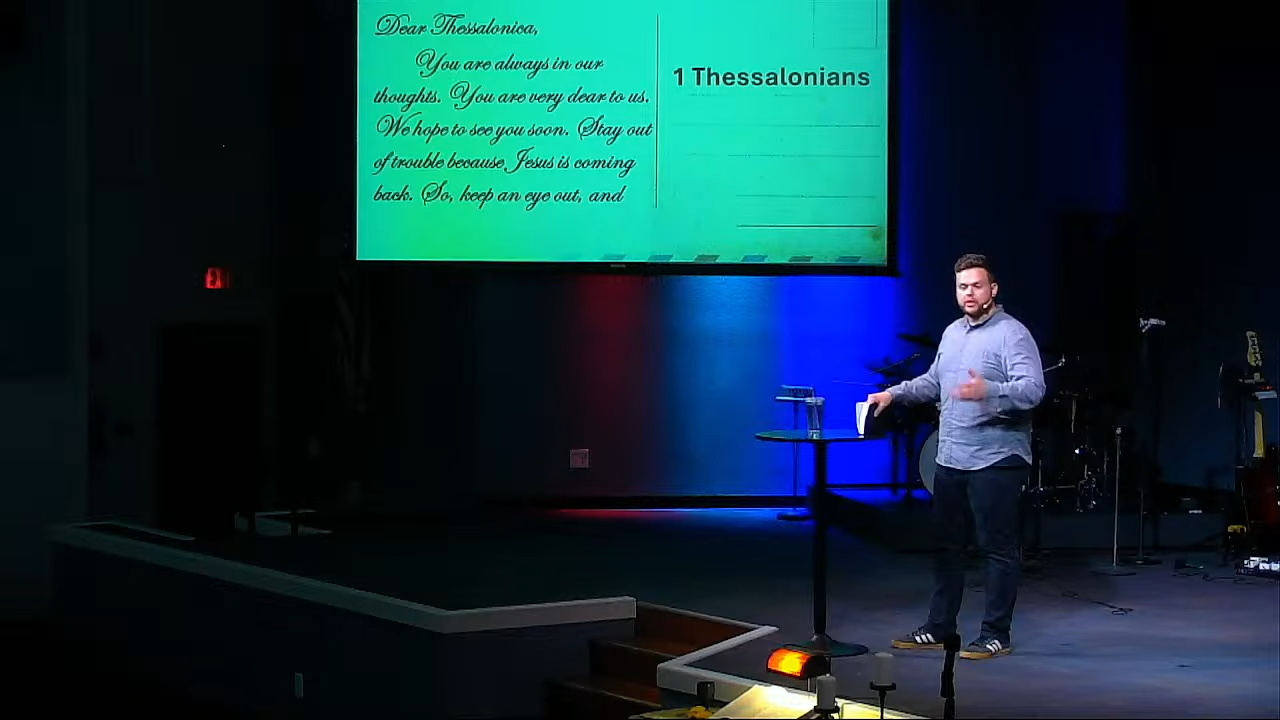 Dear Thessalonica,
You are always in our
thoughts. You are very dear to us.
We hope to see you soon. Stay out
of trouble because Jesus is coming
back. So, keep an eye out, and
1 Thessalonians
EXIT